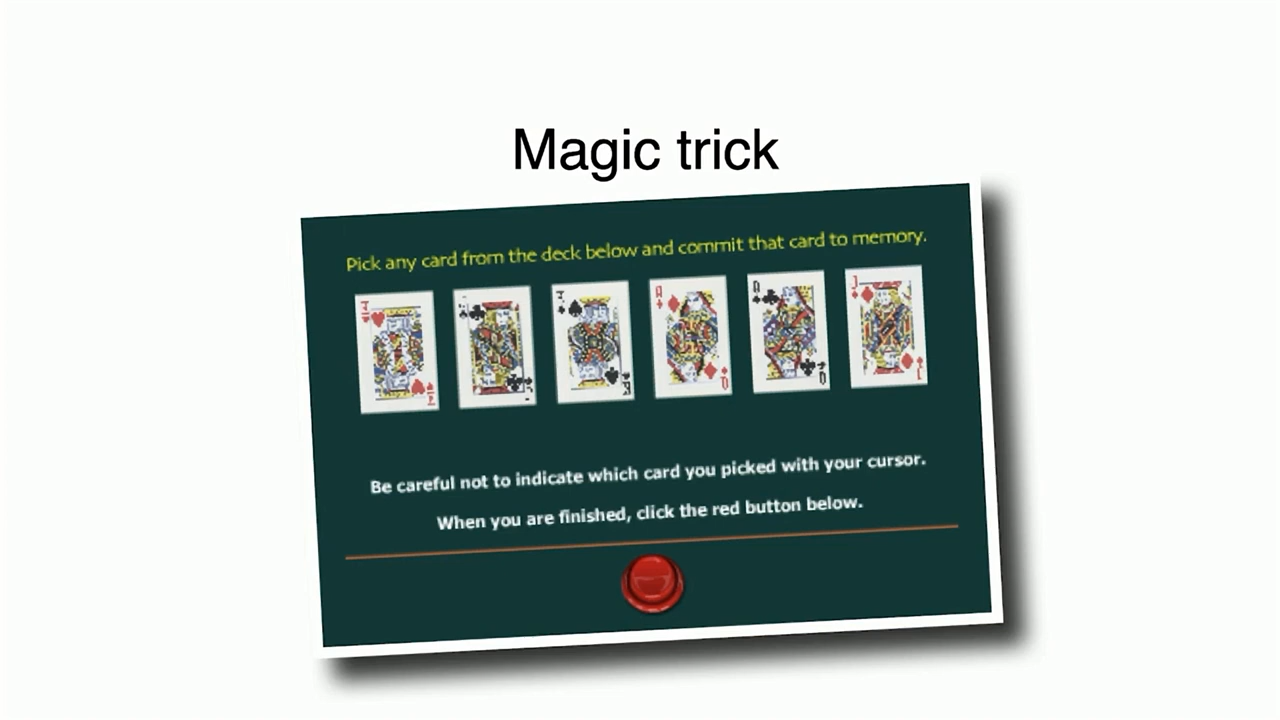 Magic trick
Pick any card from the deck below and commit that card to memory.
Be careful not to indicate which card you picked with your cursor.
When you are finished, click the red button below.